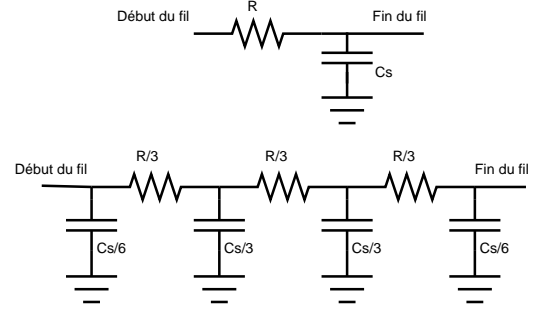 Début du fil R Fin du fil
Cs
Début du fil R/3 R/3 R/3 Fin du fil
Cs/6 Cs/3 Cs/3 Cs/6